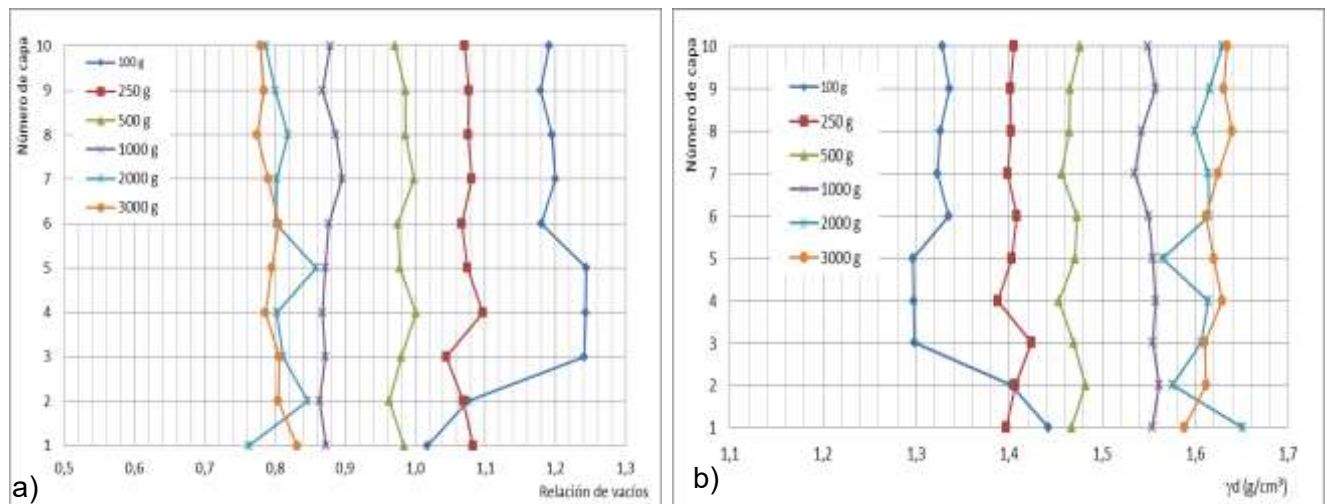 Número de capa
10
9
8
7
6
5
4
3
2
1
100 g
250 g
500 g
1000 g
2000 g
3000 g
0,5 0,6 0,7 0,8 0,9 1,0 1,1 1,2 1,3
Relación de vacíos
a)
Número de capa
10
9
8
7
6
5
4
3
2
1
100 g
250 g
500 g
1000 g
2000 g
3000 g
1,1 1,2 1,3 1,4 1,5 1,6 1,7
γd (g/cm³)
b)